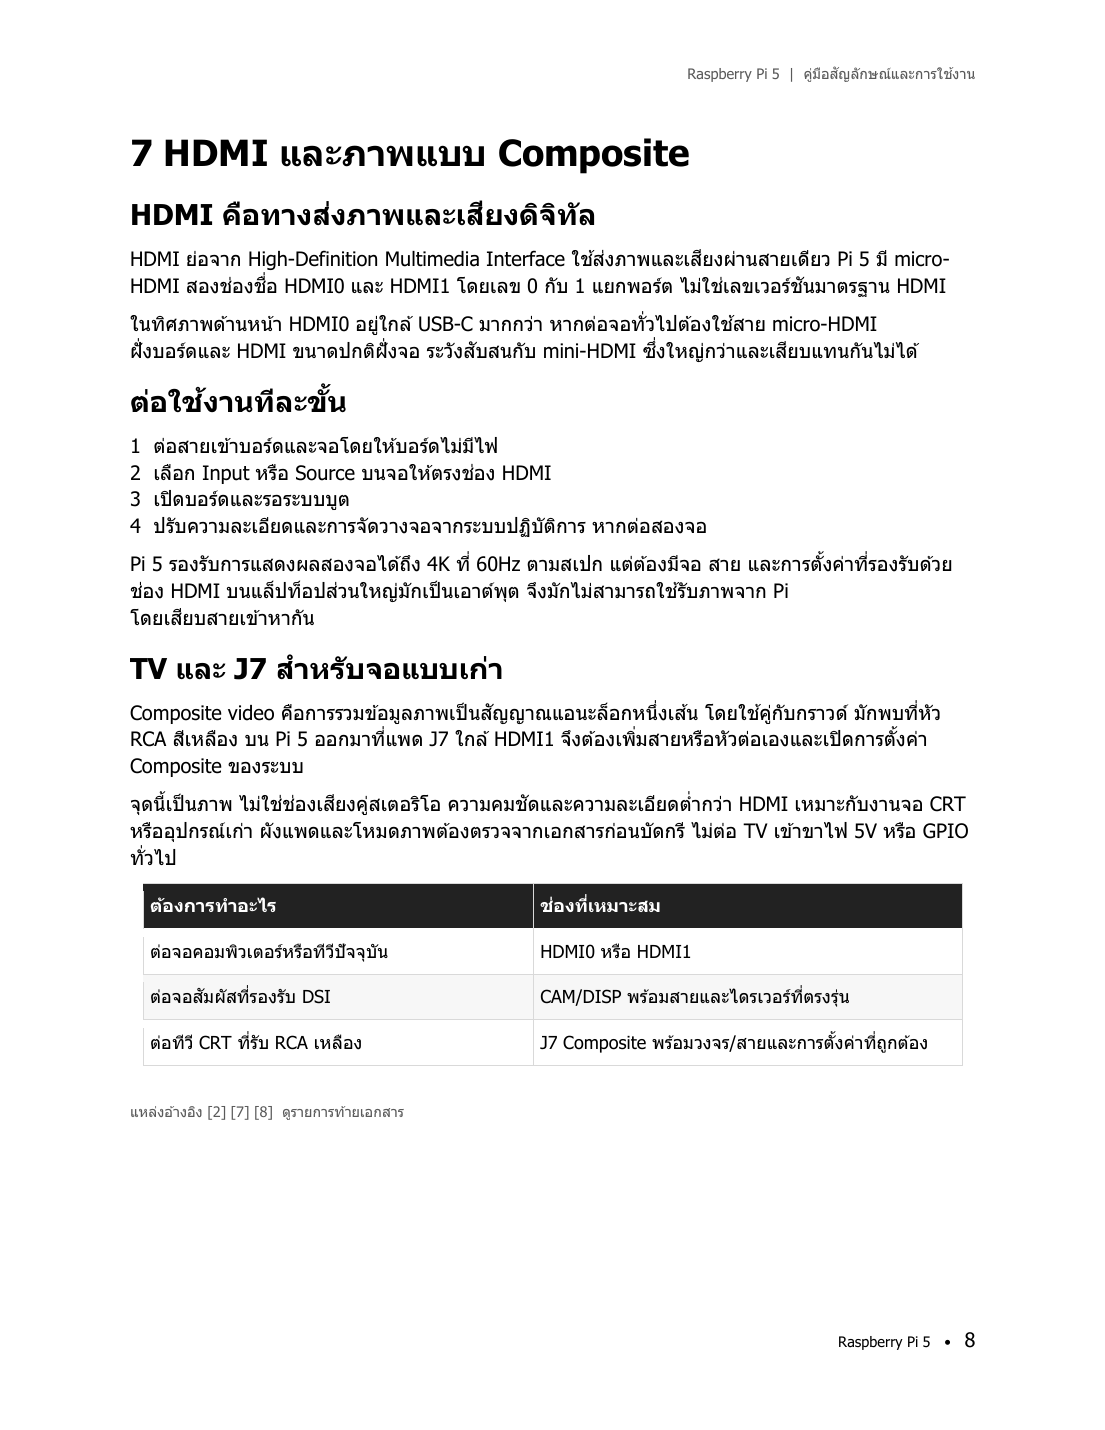 Raspberry Pi 5 | คู่มือสัญลักษณ์และการใช้งาน
7 HDMI และภาพแบบ Composite
HDMI คือทางส่งภาพและเสียงดิจิทัล
HDMI ย่อจาก High-Definition Multimedia Interface ใช้ส่งภาพและเสียงผ่านสายเดียว Pi 5 มี micro-
HDMI สองช่องชื่อ HDMI0 และ HDMI1 โดยเลข 0 กับ 1 แยกพอร์ต ไม่ใช่เลขเวอร์ชันมาตรฐาน HDMI
ในทิศภาพด้านหน้า HDMI0 อยู่ใกล้ USB-C มากกว่า หากต่อจอทั่วไปต้องใช้สาย micro-HDMI
ฝั่งบอร์ดและ HDMI ขนาดปกติฝั่งจอ ระวังสับสนกับ mini-HDMI ซึ่งใหญ่กว่าและเสียบแทนกันไม่ได้
ต่อใช้งานทีละขั้น
1 ต่อสายเข้าบอร์ดและจอโดยให้บอร์ดไม่มีไฟ
2 เลือก Input หรือ Source บนจอให้ตรงช่อง HDMI
3 เปิดบอร์ดและรอระบบบูต
4 ปรับความละเอียดและการจัดวางจอจากระบบปฏิบัติการ หากต่อสองจอ
Pi 5 รองรับการแสดงผลสองจอได้ถึง 4K ที่ 60Hz ตามสเปก แต่ต้องมีจอ สาย และการตั้งค่าที่รองรับด้วย
ช่อง HDMI บนแล็ปท็อปส่วนใหญ่มักเป็นเอาต์พุต จึงมักไม่สามารถใช้รับภาพจาก Pi
โดยเสียบสายเข้าหากัน
TV และ J7 สำหรับจอแบบเก่า
Composite video คือการรวมข้อมูลภาพเป็นสัญญาณแอนะล็อกหนึ่งเส้น โดยใช้คู่กับกราวด์ มักพบที่หัว
RCA สีเหลือง บน Pi 5 ออกมาที่แพด J7 ใกล้ HDMI1 จึงต้องเพิ่มสายหรือหัวต่อเองและเปิดการตั้งค่า
Composite ของระบบ
จุดนี้เป็นภาพ ไม่ใช่ช่องเสียงคู่สเตอริโอ ความคมชัดและความละเอียดต่ำกว่า HDMI เหมาะกับงานจอ CRT
หรืออุปกรณ์เก่า ผังแพดและโหมดภาพต้องตรวจจากเอกสารก่อนบัดกรี ไม่ต่อ TV เข้าขาไฟ 5V หรือ GPIO
ทั่วไป
ต้องการทำอะไร ช่องที่เหมาะสม
ต่อจอคอมพิวเตอร์หรือทีวีปัจจุบัน HDMI0 หรือ HDMI1
ต่อจอสัมผัสที่รองรับ DSI CAM/DISP พร้อมสายและไดรเวอร์ที่ตรงรุ่น
ต่อทีวี CRT ที่รับ RCA เหลือง J7 Composite พร้อมวงจร/สายและการตั้งค่าที่ถูกต้อง
แหล่งอ้างอิง [2] [7] [8] ดูรายการท้ายเอกสาร
Raspberry Pi 5 • 8